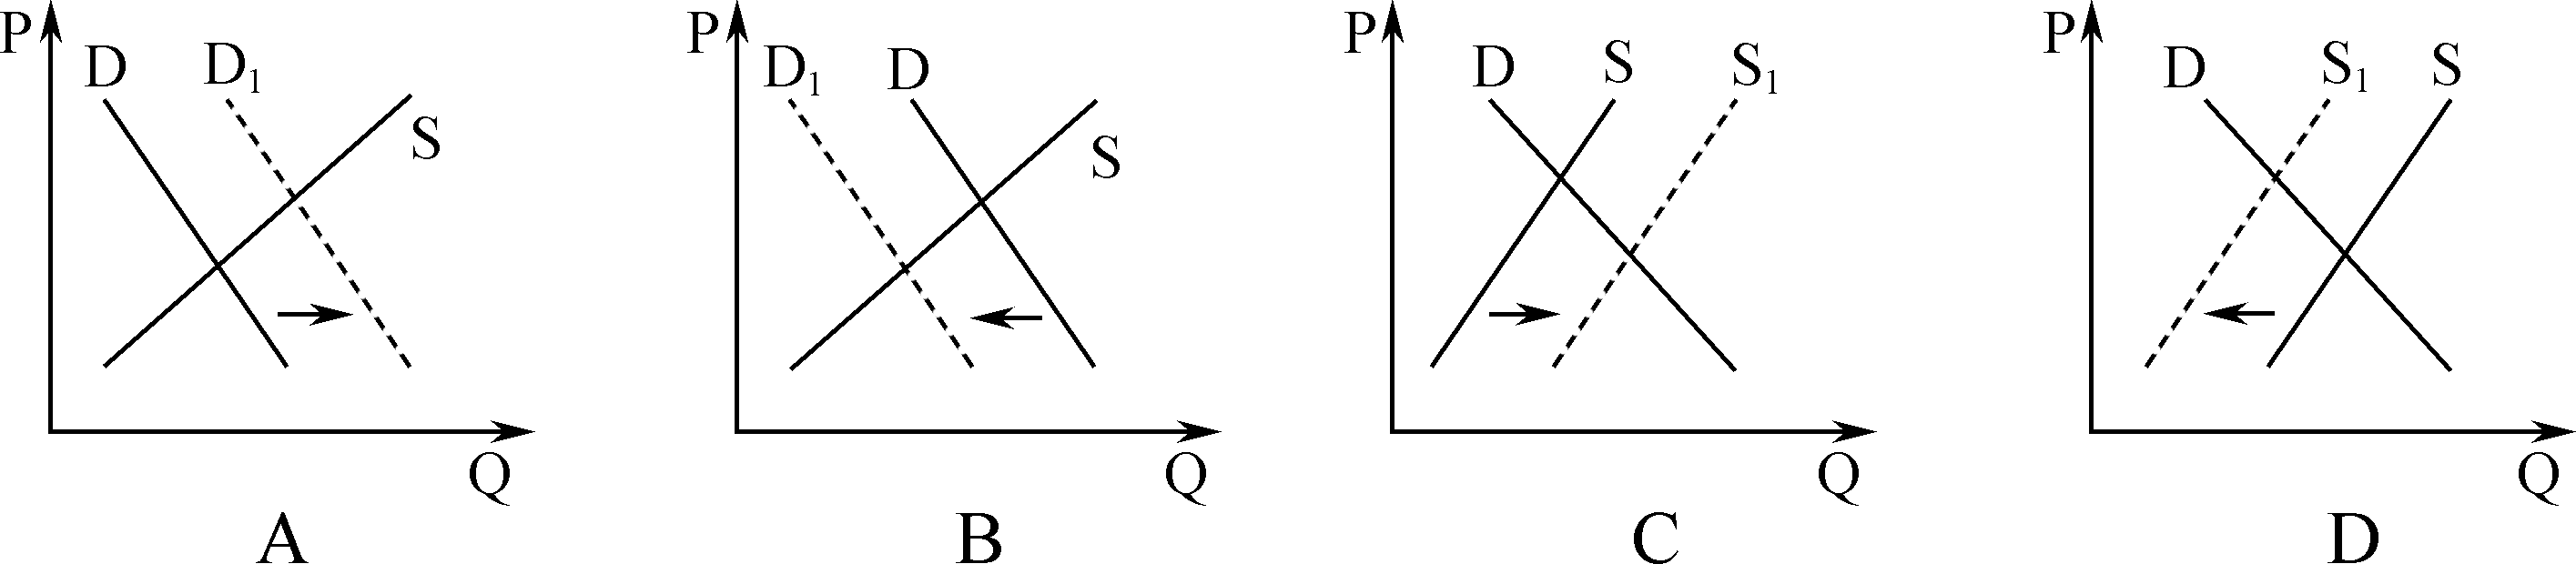 P D D₁ S Q A
P D₁ D S Q B
P D S S₁ Q C
P D S₁ S Q D